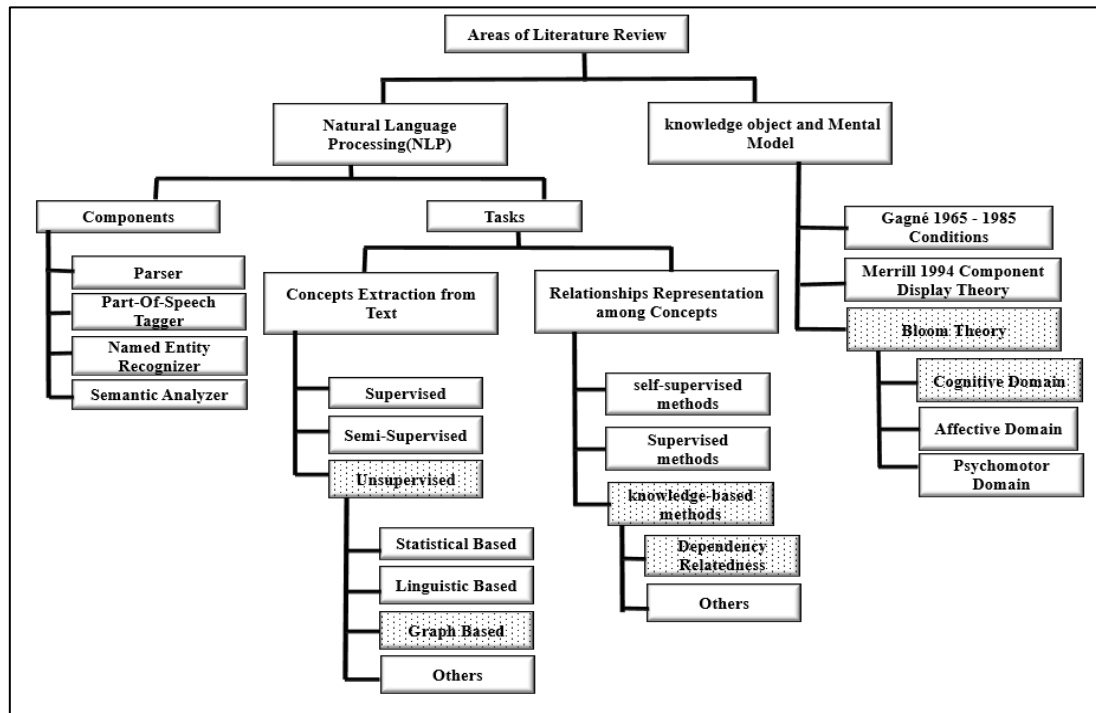 Areas of Literature Review
Natural Language
Processing(NLP)
knowledge object and Mental
Model
Components
Tasks
Parser
Part-Of-Speech
Tagger
Named Entity
Recognizer
Semantic Analyzer
Concepts Extraction from
Text
Supervised
Semi-Supervised
Unsupervised
Statistical Based
Linguistic Based
Graph Based
Others
Relationships Representation
among Concepts
self-supervised
methods
Supervised
methods
knowledge-based
methods
Dependency
Relatedness
Others
Gagné 1965 - 1985
Conditions
Merrill 1994 Component
Display Theory
Bloom Theory
Cognitive Domain
Affective Domain
Psychomotor
Domain